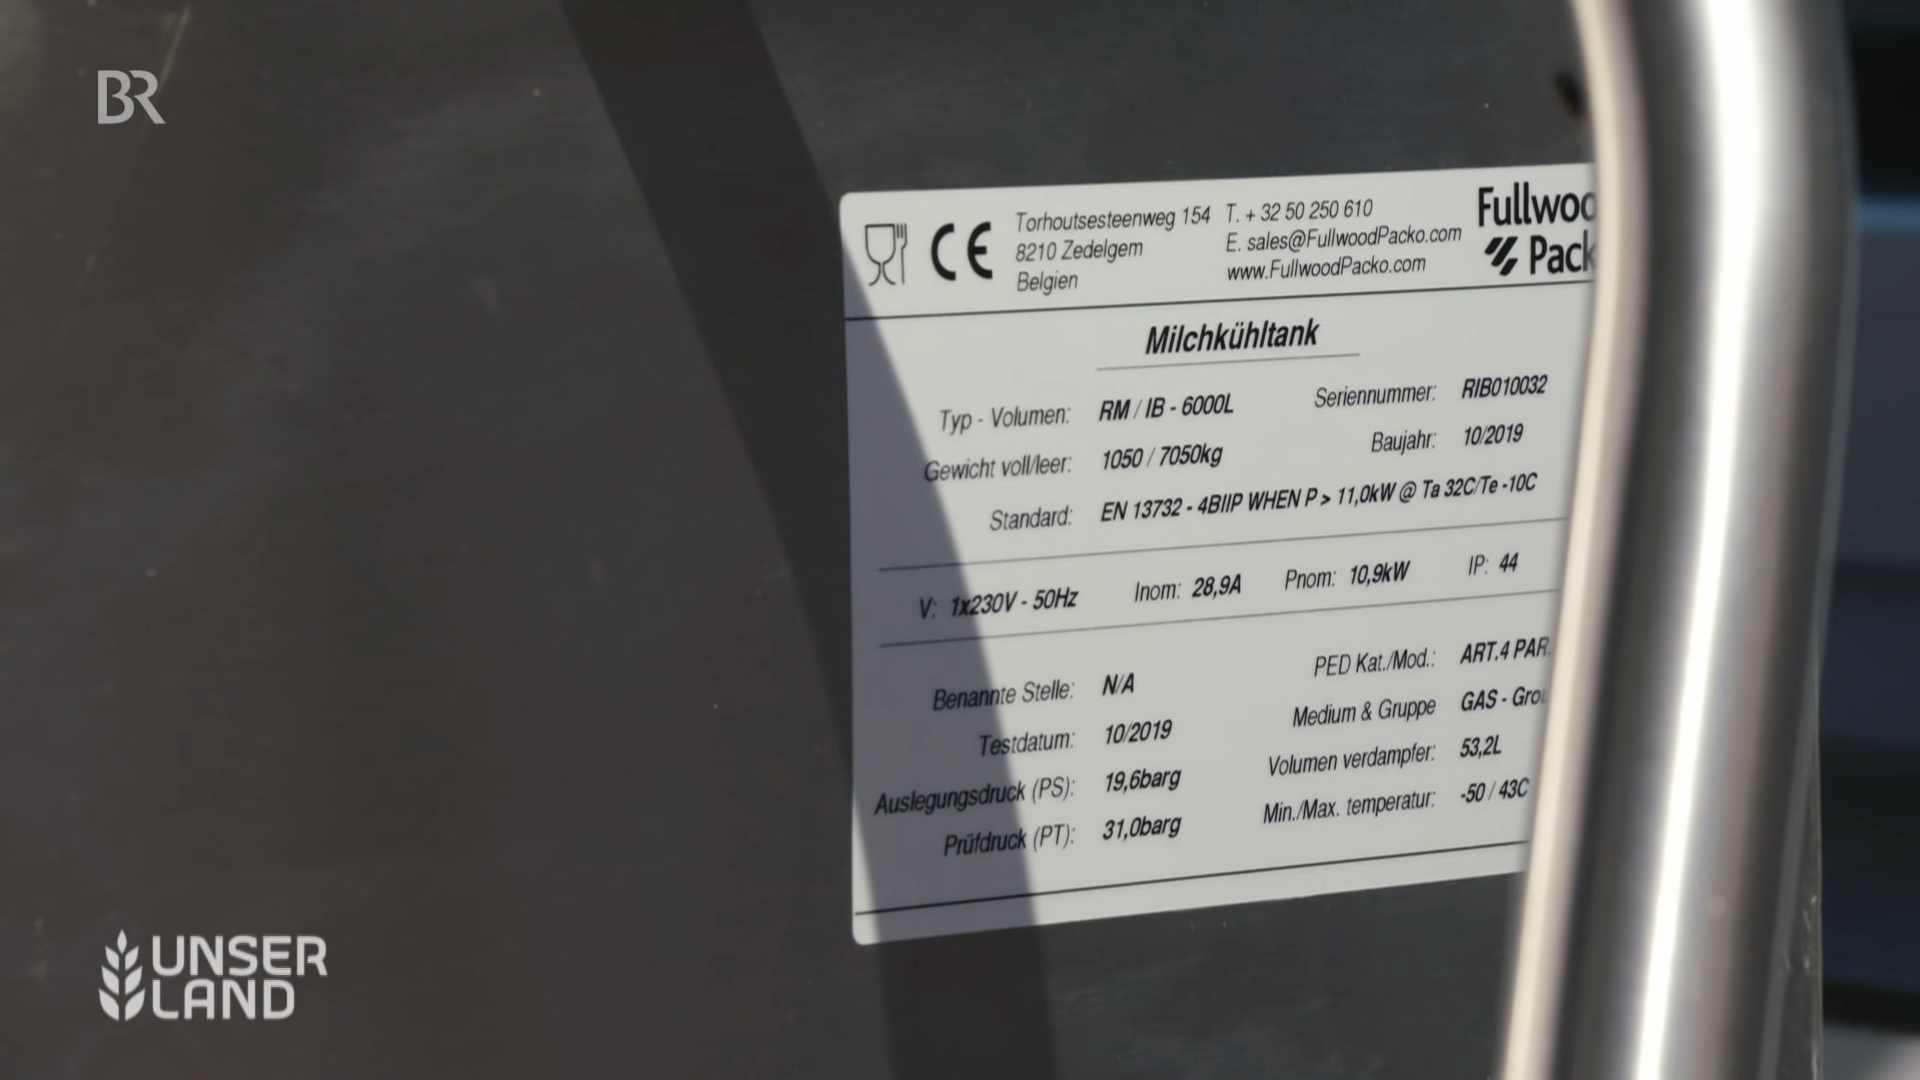 BR
Torhoutsesteenweg 154
8210 Zedelgem
Belgien
T. + 32 50 250 610
E. sales@FullwoodPacko.com
www.FullwoodPacko.com
Fullwoo
Pack
CE
Milchkühltank
Typ - Volumen: RM / IB - 6000L
Seriennummer: RIB010032
Gewicht voll/leer: 1050 / 7050kg
Baujahr: 10/2019
Standard: EN 13732 - 4BIIP WHEN P > 11,0kW @ Ta 32C/Te -10C
V: 1x230V - 50Hz Inom: 28,9A Pnom: 10,9kW IP: 44
Benannte Stelle: N/A
PED Kat./Mod.: ART.4 PAR.
Testdatum: 10/2019
Medium & Gruppe GAS - Grou
Auslegungsdruck (PS): 19,6barg
Volumen verdampfer: 53,2L
Prüfdruck (PT): 31,0barg
Min./Max. temperatur: -50 / 43C
UNSER
LAND